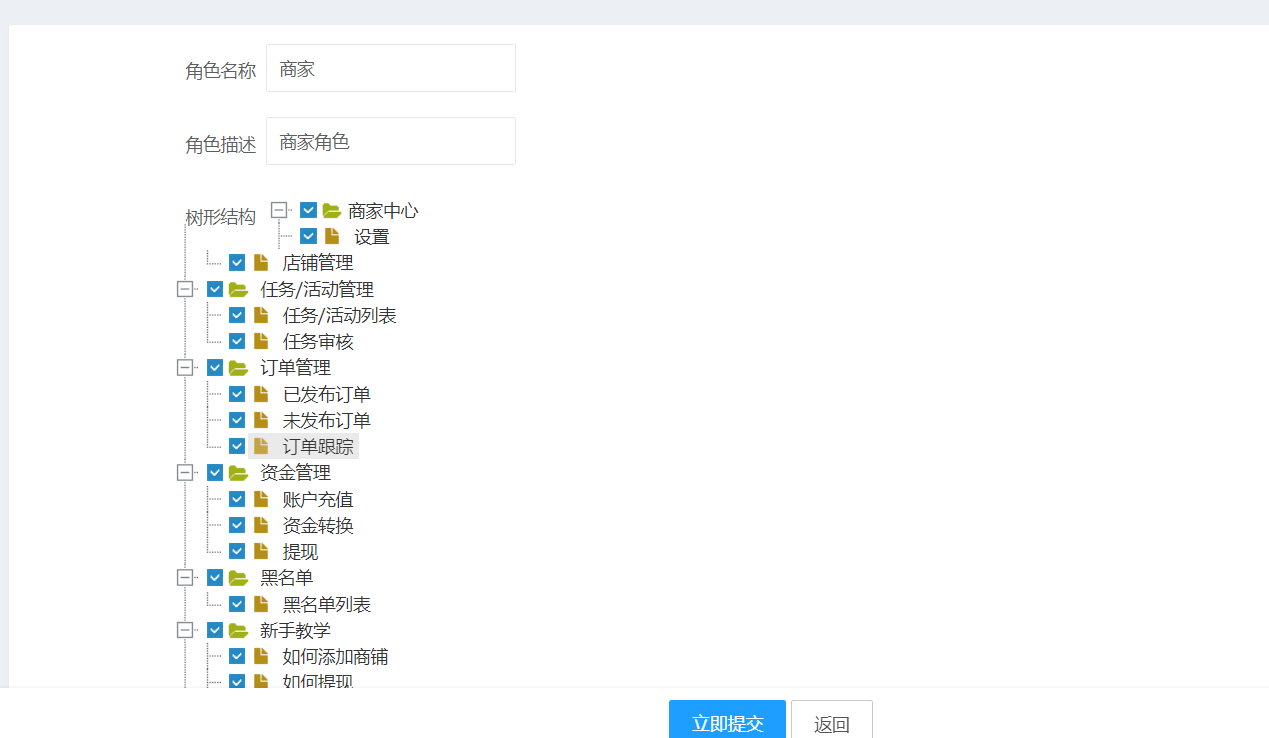 角色名称 商家
角色描述 商家角色
树形结构 商家中心
设置
店铺管理
任务/活动管理
任务/活动列表
任务审核
订单管理
已发布订单
未发布订单
订单跟踪
资金管理
账户充值
资金转换
提现
黑名单
黑名单列表
新手教学
如何添加商铺
如何提现
立即提交 返回